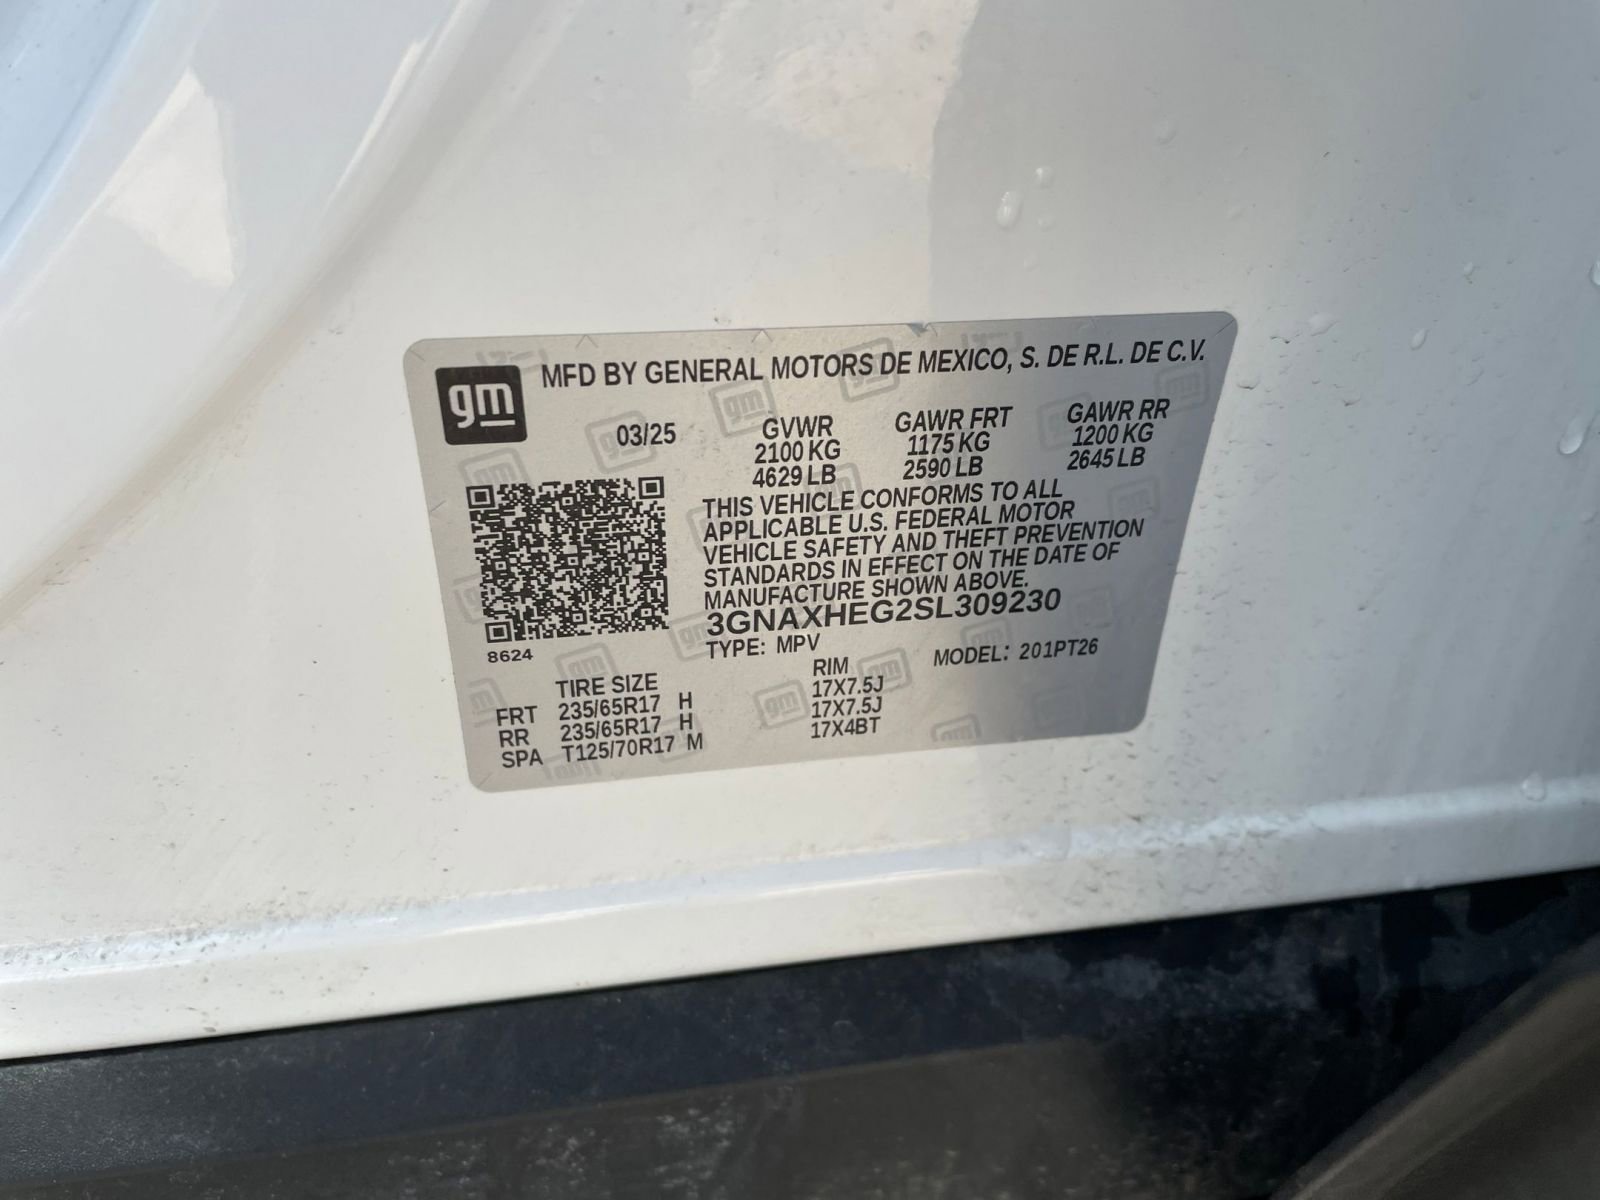 gm
MFD BY GENERAL MOTORS DE MEXICO, S. DE R.L. DE C.V.
03/25 GVWR GAWR FRT GAWR RR
2100 KG 1175 KG 1200 KG
4629 LB 2590 LB 2645 LB
THIS VEHICLE CONFORMS TO ALL
APPLICABLE U.S. FEDERAL MOTOR
VEHICLE SAFETY AND THEFT PREVENTION
STANDARDS IN EFFECT ON THE DATE OF
MANUFACTURE SHOWN ABOVE.
3GNAXHEG2SL309230
8624
TYPE: MPV MODEL: 201PT26
TIRE SIZE RIM
FRT 235/65R17 H 17X7.5J
RR 235/65R17 H 17X7.5J
SPA T125/70R17 M 17X4BT